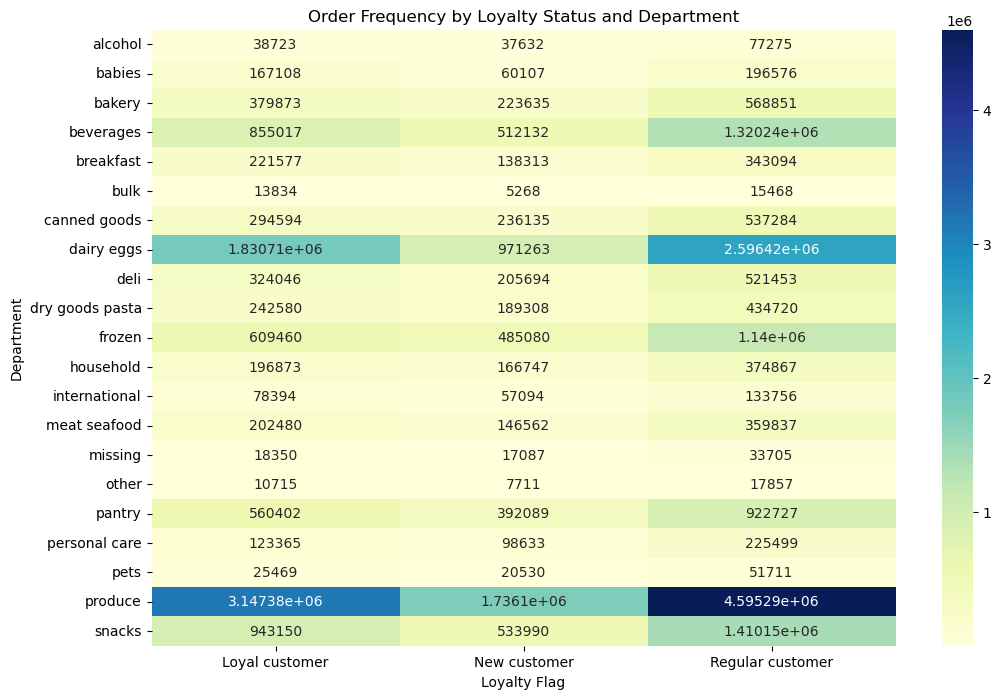 Order Frequency by Loyalty Status and Department
1e6
alcohol 38723 37632 77275
babies 167108 60107 196576
bakery 379873 223635 568851
beverages 855017 512132 1.32024e+06
4
breakfast 221577 138313 343094
bulk 13834 5268 15468
canned goods 294594 236135 537284
dairy eggs 1.83071e+06 971263 2.59642e+06
3
deli 324046 205694 521453
dry goods pasta 242580 189308 434720
Department
frozen 609460 485080 1.14e+06
household 196873 166747 374867
2
international 78394 57094 133756
meat seafood 202480 146562 359837
missing 18350 17087 33705
other 10715 7711 17857
pantry 560402 392089 922727
1
personal care 123365 98633 225499
pets 25469 20530 51711
produce 3.14738e+06 1.7361e+06 4.59529e+06
snacks 943150 533990 1.41015e+06
Loyal customer New customer Regular customer
Loyalty Flag